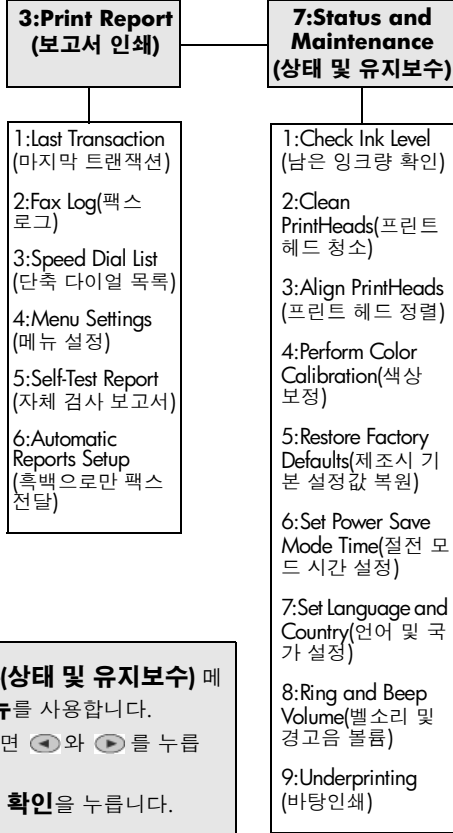 3:Print Report
(보고서 인쇄)
1:Last Transaction
(마지막 트랜잭션)
2:Fax Log(팩스
로그)
3:Speed Dial List
(단축 다이얼 목록)
4:Menu Settings
(메뉴 설정)
5:Self-Test Report
(자체 검사 보고서)
6:Automatic
Reports Setup
(흑백으로만 팩스
전달)
7:Status and
Maintenance
(상태 및 유지보수)
1:Check Ink Level
(남은 잉크량 확인)
2:Clean
PrintHeads(프린트
헤드 청소)
3:Align PrintHeads
(프린트 헤드 정렬)
4:Perform Color
Calibration(색상
보정)
5:Restore Factory
Defaults(제조시 기
본 설정값 복원)
6:Set Power Save
Mode Time(절전 모
드 시간 설정)
7:Set Language and
Country(언어 및 국
가 설정)
8:Ring and Beep
Volume(벨소리 및
경고음 볼륨)
9:Underprinting
(바탕인쇄)
(상태 및 유지보수) 메
를 사용합니다.
면 와 를 누릅
확인을 누릅니다.